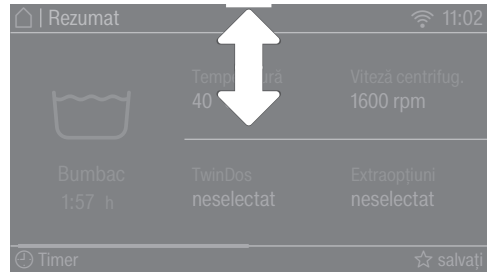 | Rezumat 11:02
Temperatură Viteză centrifug.
40 1600 rpm
Bumbac TwinDos Extraopțiuni
1:57 h neselectat neselectat
Timer salvați